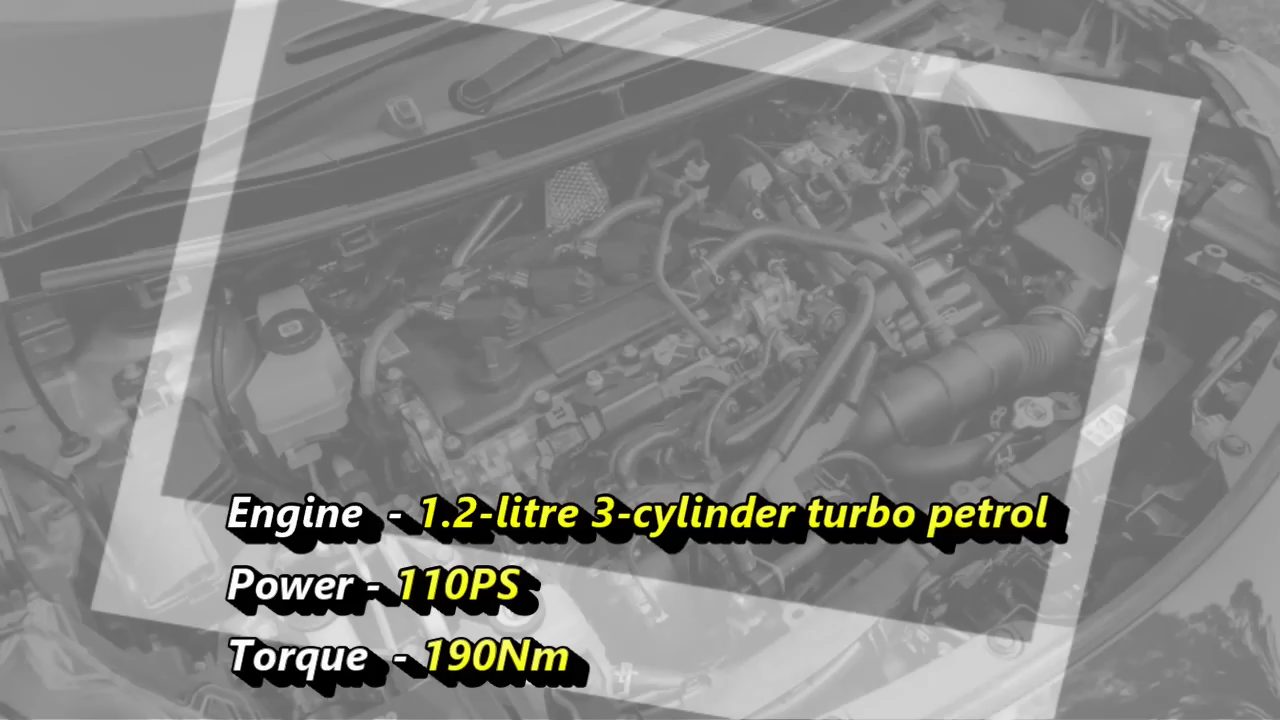 Engine - 1.2-litre 3-cylinder turbo petrol
Power - 110PS
Torque - 190Nm